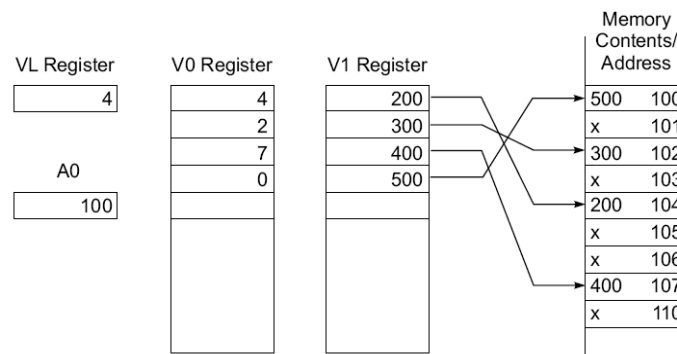 Memory
Contents/
Address
VL Register V0 Register V1 Register
4 4 200 500 100
2 300 x 101
A0 7 400 300 102
0 500 x 103
100 200 104
x 105
x 106
400 107
x 110